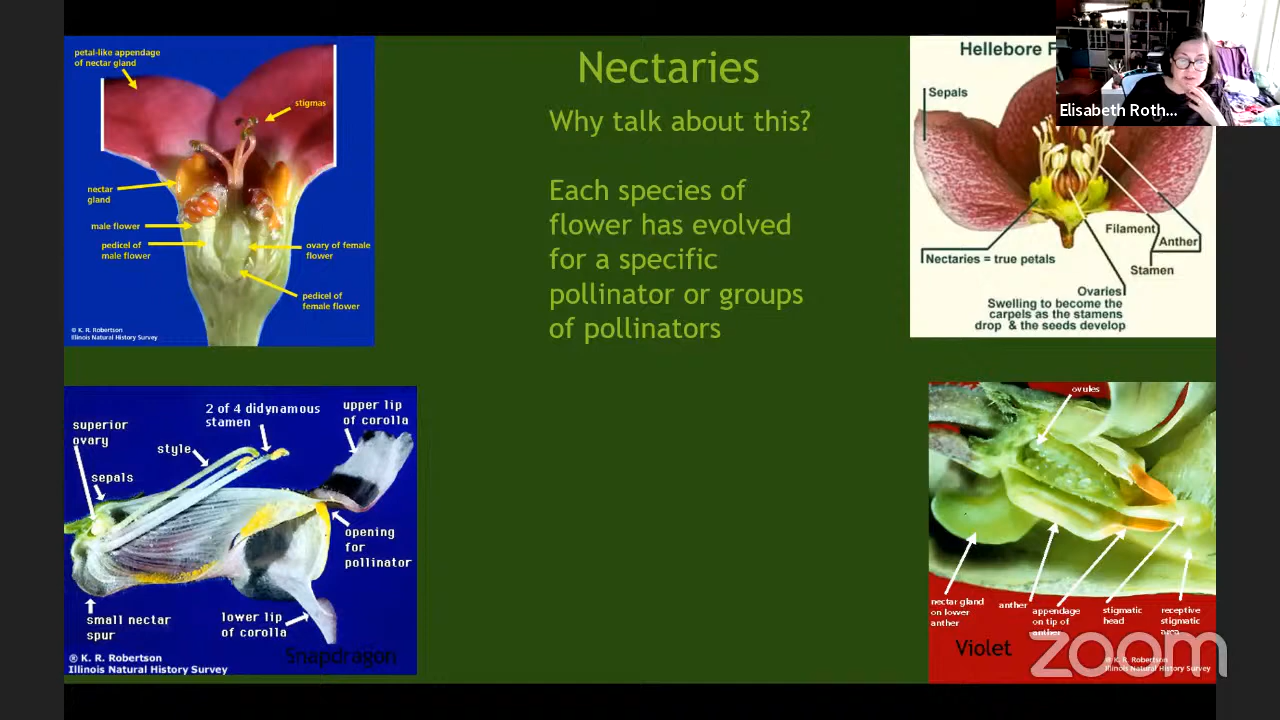 Nectaries
Why talk about this?
Each species of
flower has evolved
for a specific
pollinator or groups
of pollinators
petal-like appendage
of nectar gland
stigmas
nectar
gland
male flower
pedicel of
male flower
ovary of female
flower
pedicel of
female flower
© K. R. Robertson
Illinois Natural History Survey
Hellebore F
Sepals
Filament
Anther
Stamen
Nectaries = true petals
Ovaries
Swelling to become the
carpels as the stamens
drop & the seeds develop
Elisabeth Roth...
2 of 4 didynamous
stamen
upper lip
of corolla
superior
ovary
style
sepals
opening
for
pollinator
small nectar
spur
lower lip
of corolla
Snapdragon
® K. R. Robertson
Illinois Natural History Survey
ovules
nectar gland
on lower
anther
anther
appendage
on tip of
anther
stigmatic
head
receptive
stigmatic
area
Violet
® K. R. Robertson
Illinois Natural History Survey
zoom